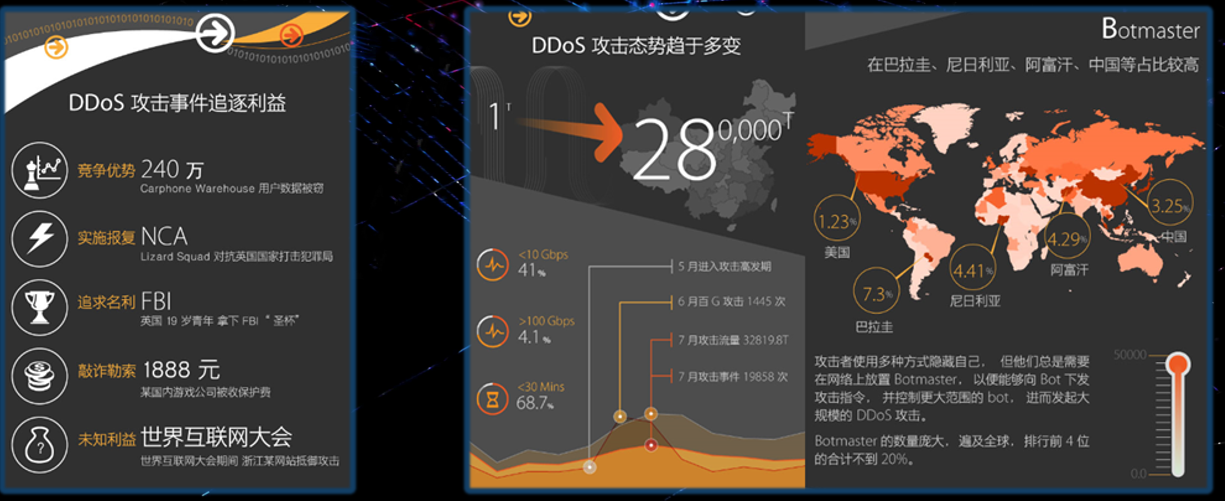 DDoS 攻击事件追逐利益
竞争优势 240 万
Carphone Warehouse 用户数据被窃
实施报复 NCA
Lizard Squad 对抗英国国家打击犯罪局
追求名利 FBI
英国 19 岁青年 拿下 FBI“ 圣杯”
敲诈勒索 1888 元
某国内游戏公司被收保护费
?
未知利益 世界互联网大会
世界互联网大会期间 浙江某网站抵御攻击
DDoS 攻击态势趋于多变
1T
280,000T
<10 Gbps
41%
>100 Gbps
4.1%
<30 Mins
68.7%
5 月进入攻击高发期
6 月百 G 攻击 1445 次
7 月攻击流量 32819.8T
7 月攻击事件 19858 次
Botmaster
在巴拉圭、尼日利亚、阿富汗、中国等占比较高
1.23%
美国
7.3%
巴拉圭
4.41%
尼日利亚
4.29%
阿富汗
3.25%
中国
攻击者使用多种方式隐藏自己， 但他们总是需要
在网络上放置 Botmaster， 以便能够向 Bot 下发
攻击指令， 并控制更大范围的 bot， 进而发起大
规模的 DDoS 攻击。
Botmaster 的数量庞大，遍及全球，排行前 4 位
的合计不到 20%。
50000
0.0